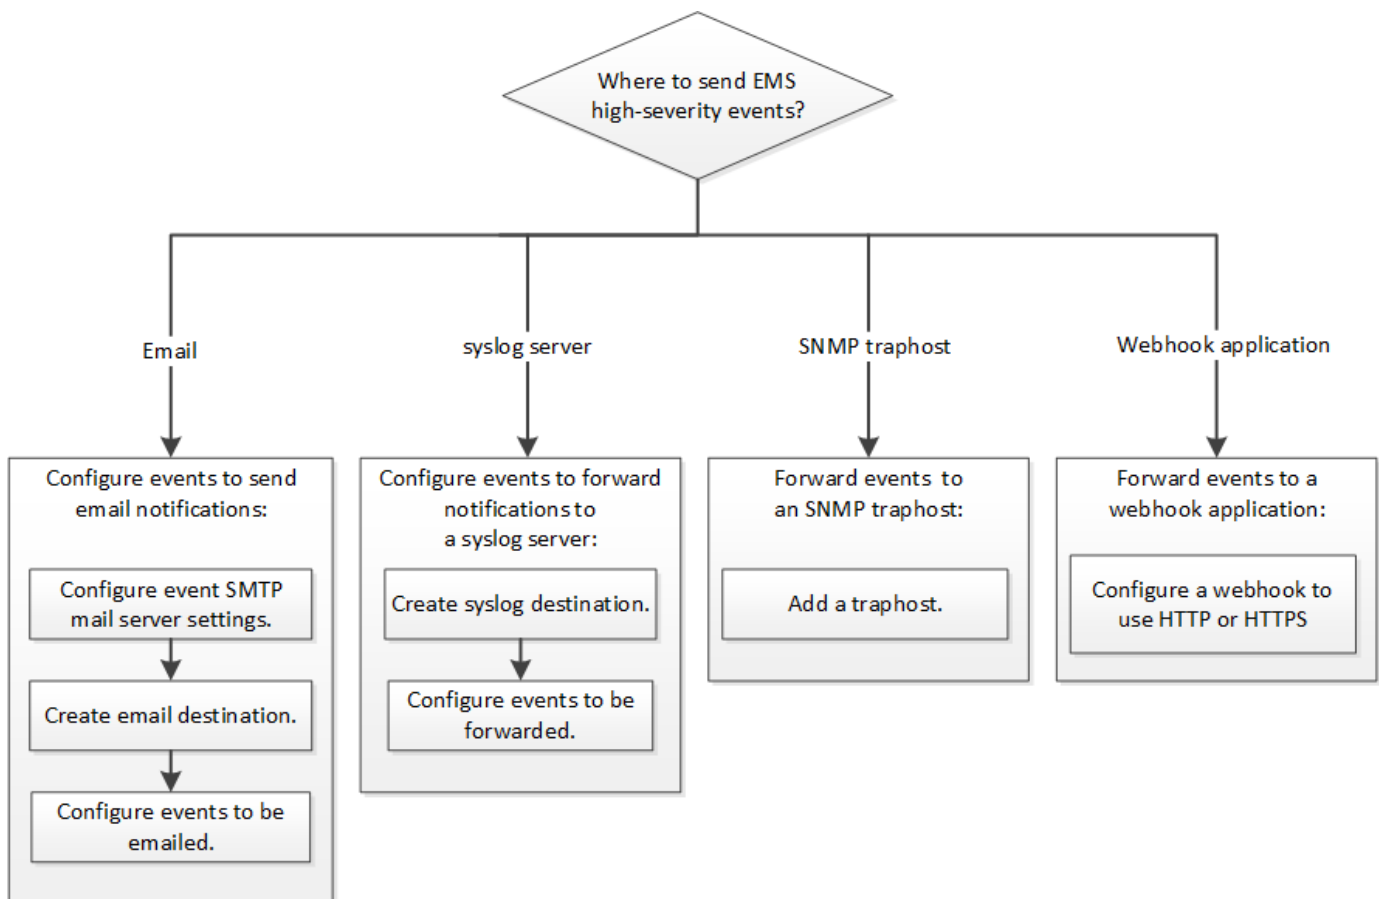 Where to send EMS
high-severity events?
Email
syslog server
SNMP traphost
Webhook application
Configure events to send
email notifications:
Configure event SMTP
mail server settings.
Create email destination.
Configure events to be
emailed.
Configure events to forward
notifications to
a syslog server:
Create syslog destination.
Configure events to be
forwarded.
Forward events to
an SNMP traphost:
Add a traphost.
Forward events to a
webhook application:
Configure a webhook to
use HTTP or HTTPS